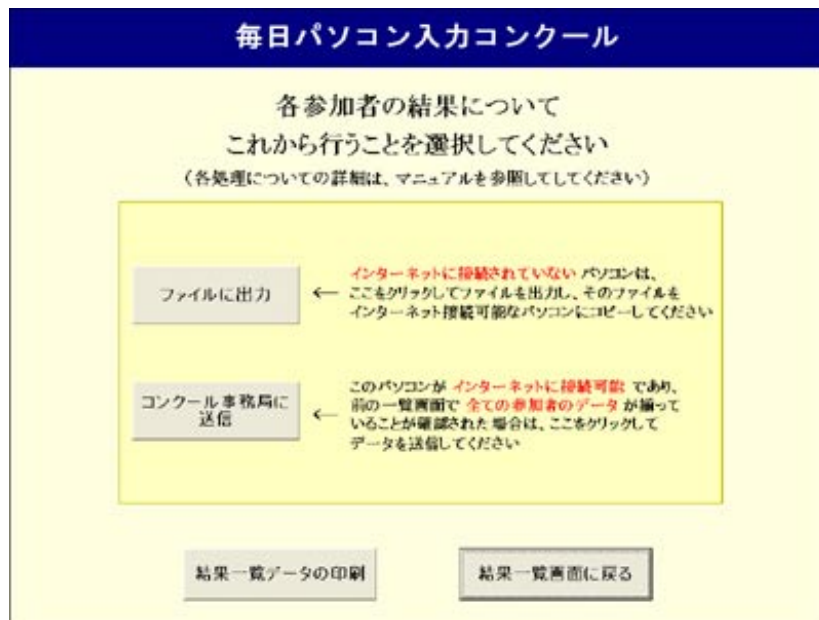 毎日パソコン入力コンクール
各参加者の結果について
これから行うことを選択してください
(各処理についての詳細は、マニュアルを参照してしてください)
ファイルに出力
← インターネットに接続されていない パソコンは、
ここをクリックしてファイルを出力し、そのファイルを
インターネット接続可能なパソコンにコピーしてください
コンクール事務局に
送信
← このパソコンが インターネットに接続可能 であり、
前の一覧画面で 全ての参加者のデータ が揃って
いることが確認された場合は、ここをクリックして
データを送信してください
結果一覧データの印刷
結果一覧画面に戻る